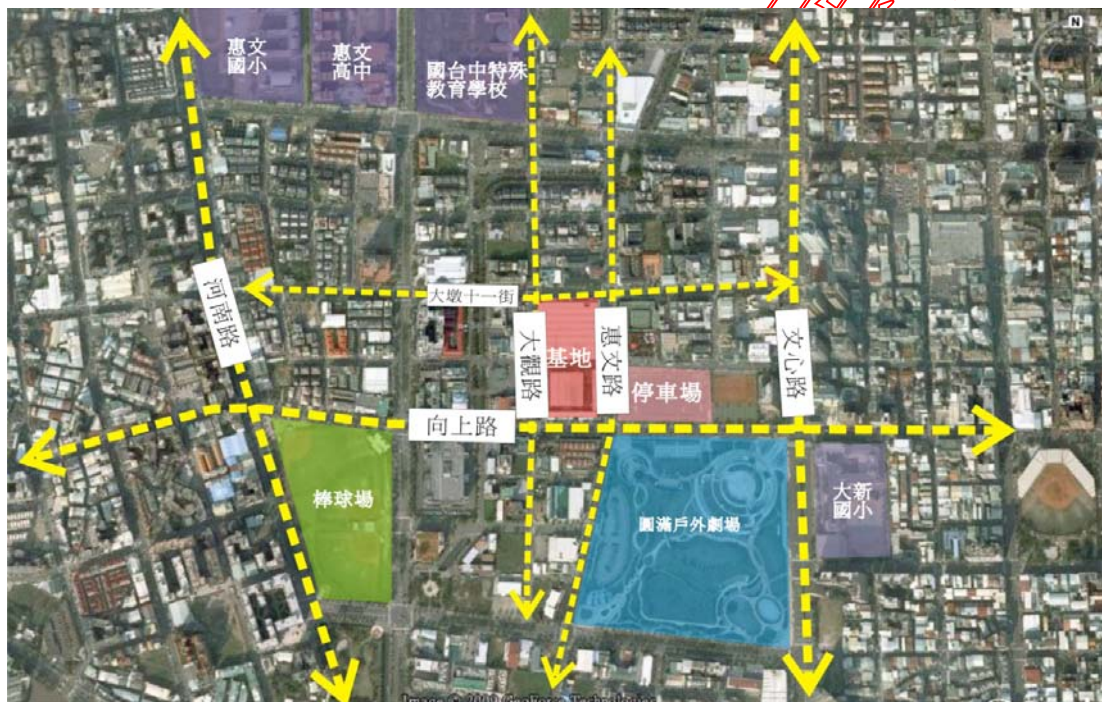 N
惠文
國小
惠文
高中
國台中特殊
教育學校
大墩十一街
河南路
大觀路
基地
惠文路
停車場
文心路
向上路
棒球場
圓滿戶外劇場
大新
國小